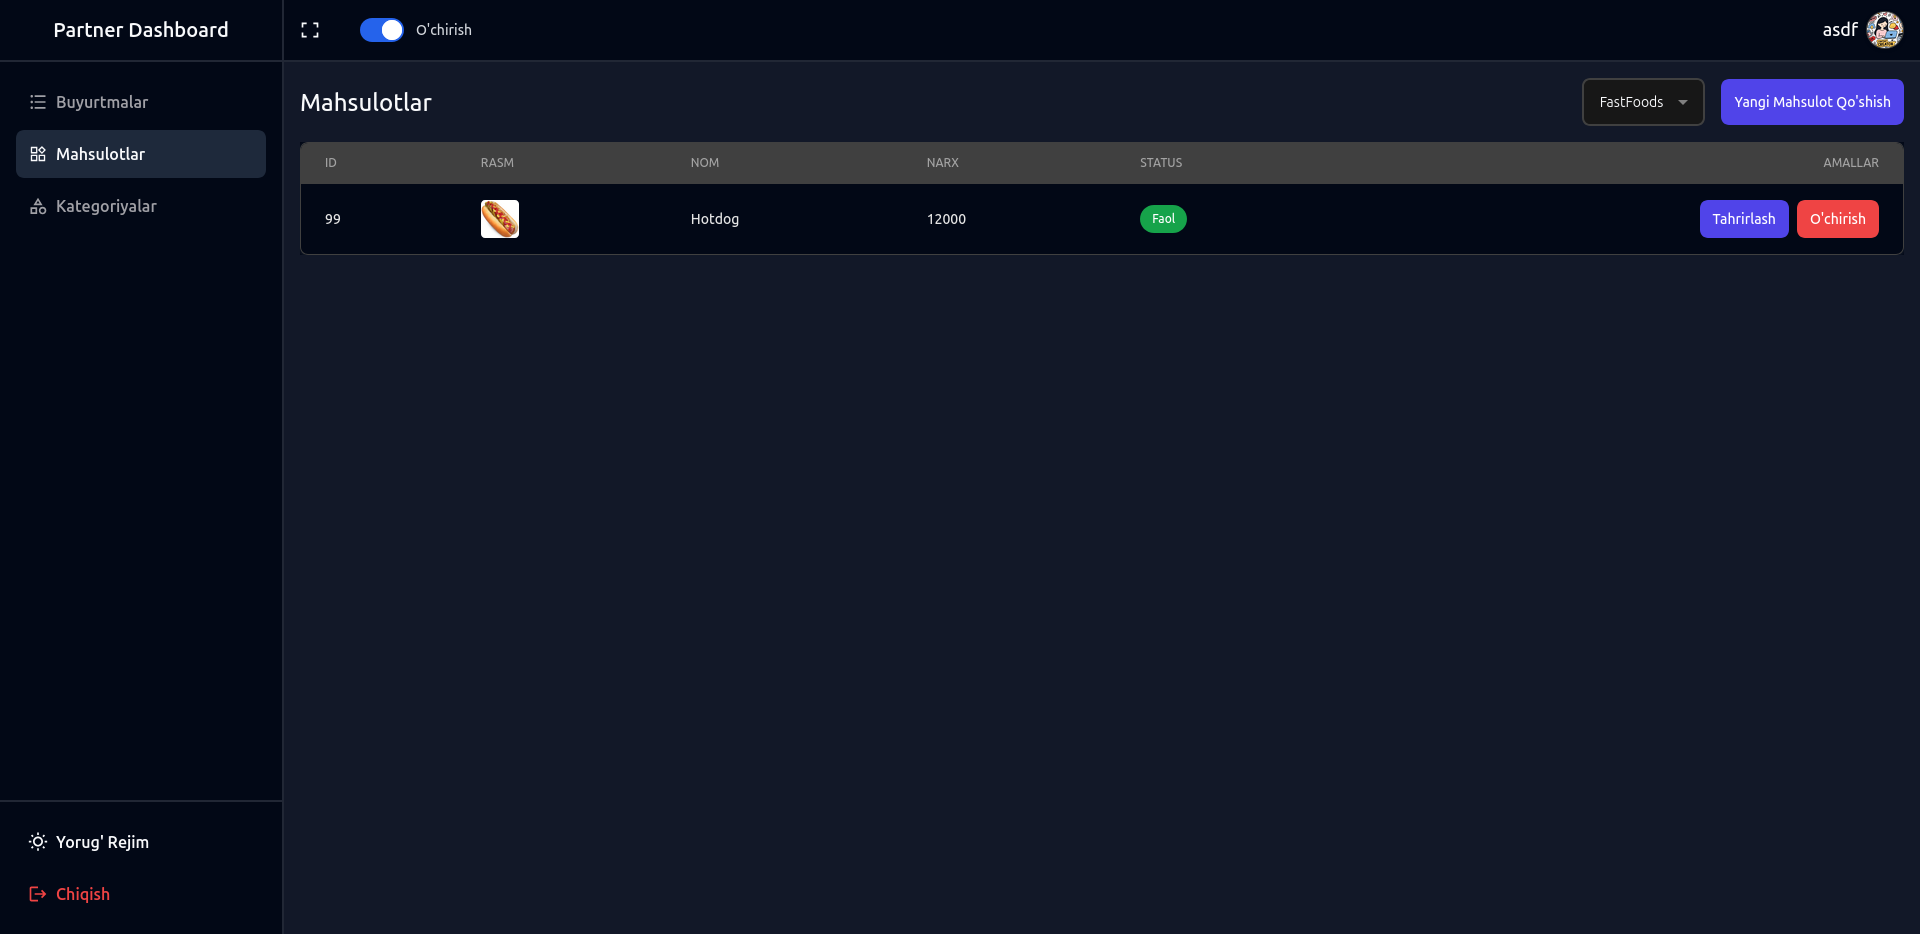 Partner Dashboard
O'chirish
asdf
Buyurtmalar
Mahsulotlar
Kategoriyalar
Yorug' Rejim
Chiqish
Mahsulotlar
FastFoods
Yangi Mahsulot Qo'shish
ID RASM NOM NARX STATUS AMALLAR
99 Hotdog 12000 Faol Tahrirlash O'chirish